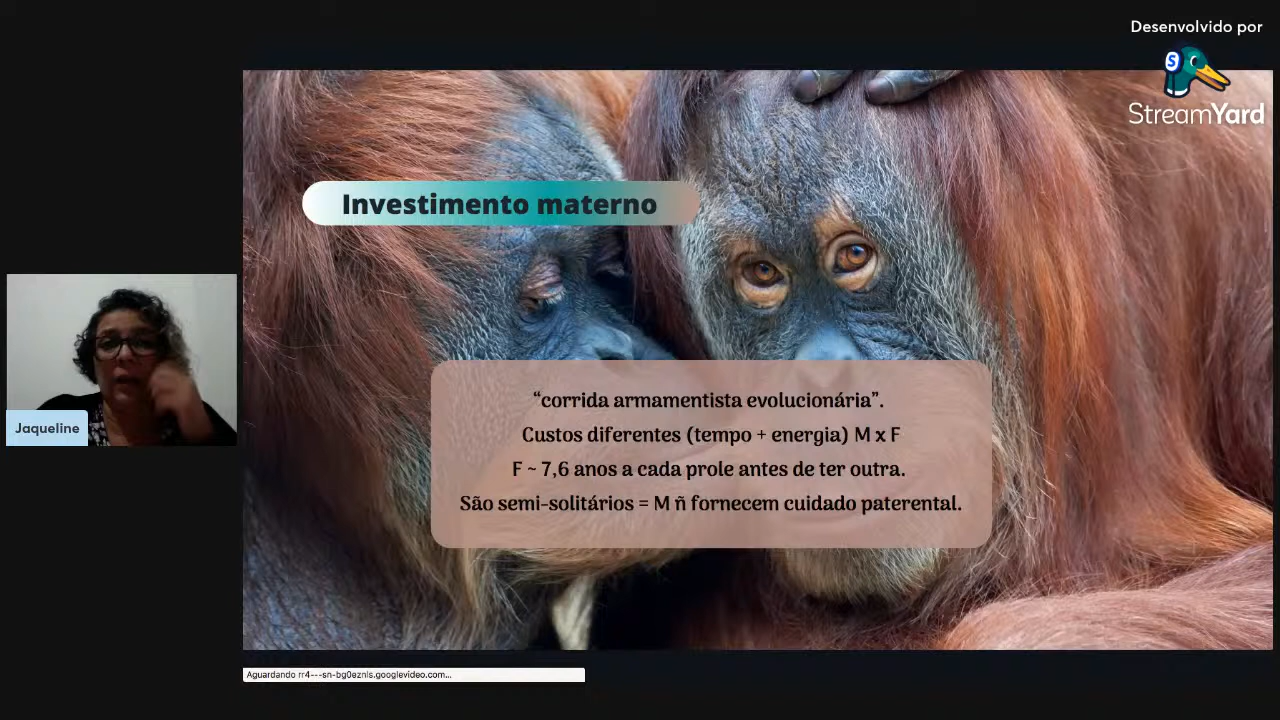 Desenvolvido por
S
StreamYard
Investimento materno
“corrida armamentista evolucionária”.
Custos diferentes (tempo + energia) M x F
F ~ 7,6 anos a cada prole antes de ter outra.
São semi-solitários = M ñ fornecem cuidado paterental.
Jaqueline
Aguardando rr4---sn-bg0eznls.googlevideo.com...